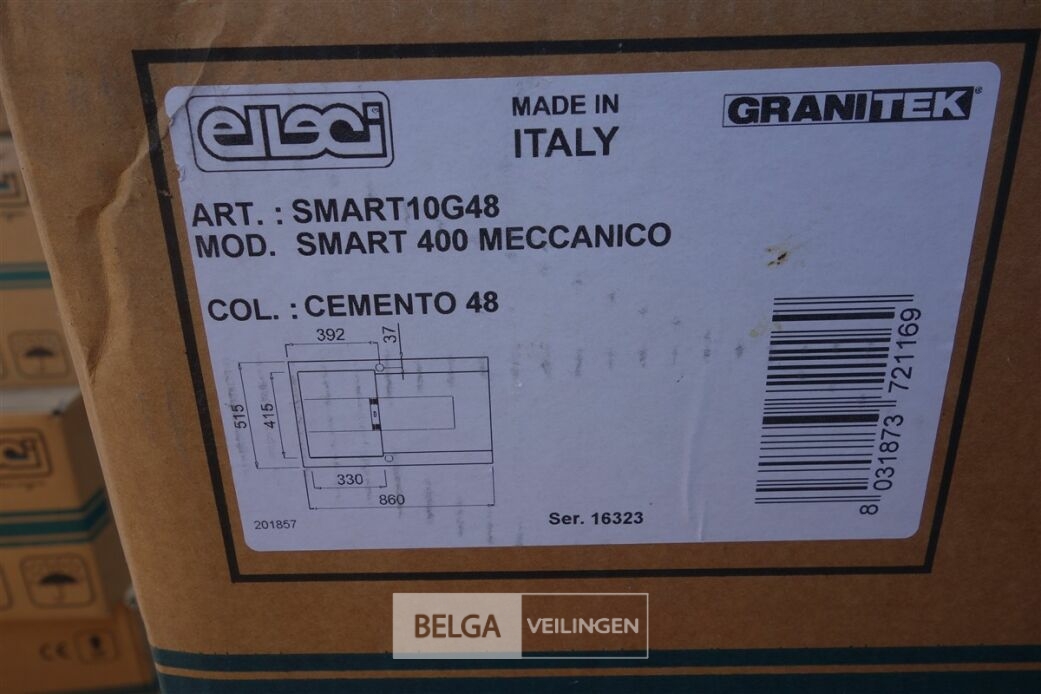 elleci
MADE IN
ITALY
GRANITEK®
ART. : SMART10G48
MOD. SMART 400 MECCANICO
COL. : CEMENTO 48
392
37
515
415
330
860
201857
Ser. 16323
8 031873 721169
BELGA VEILINGEN
CE